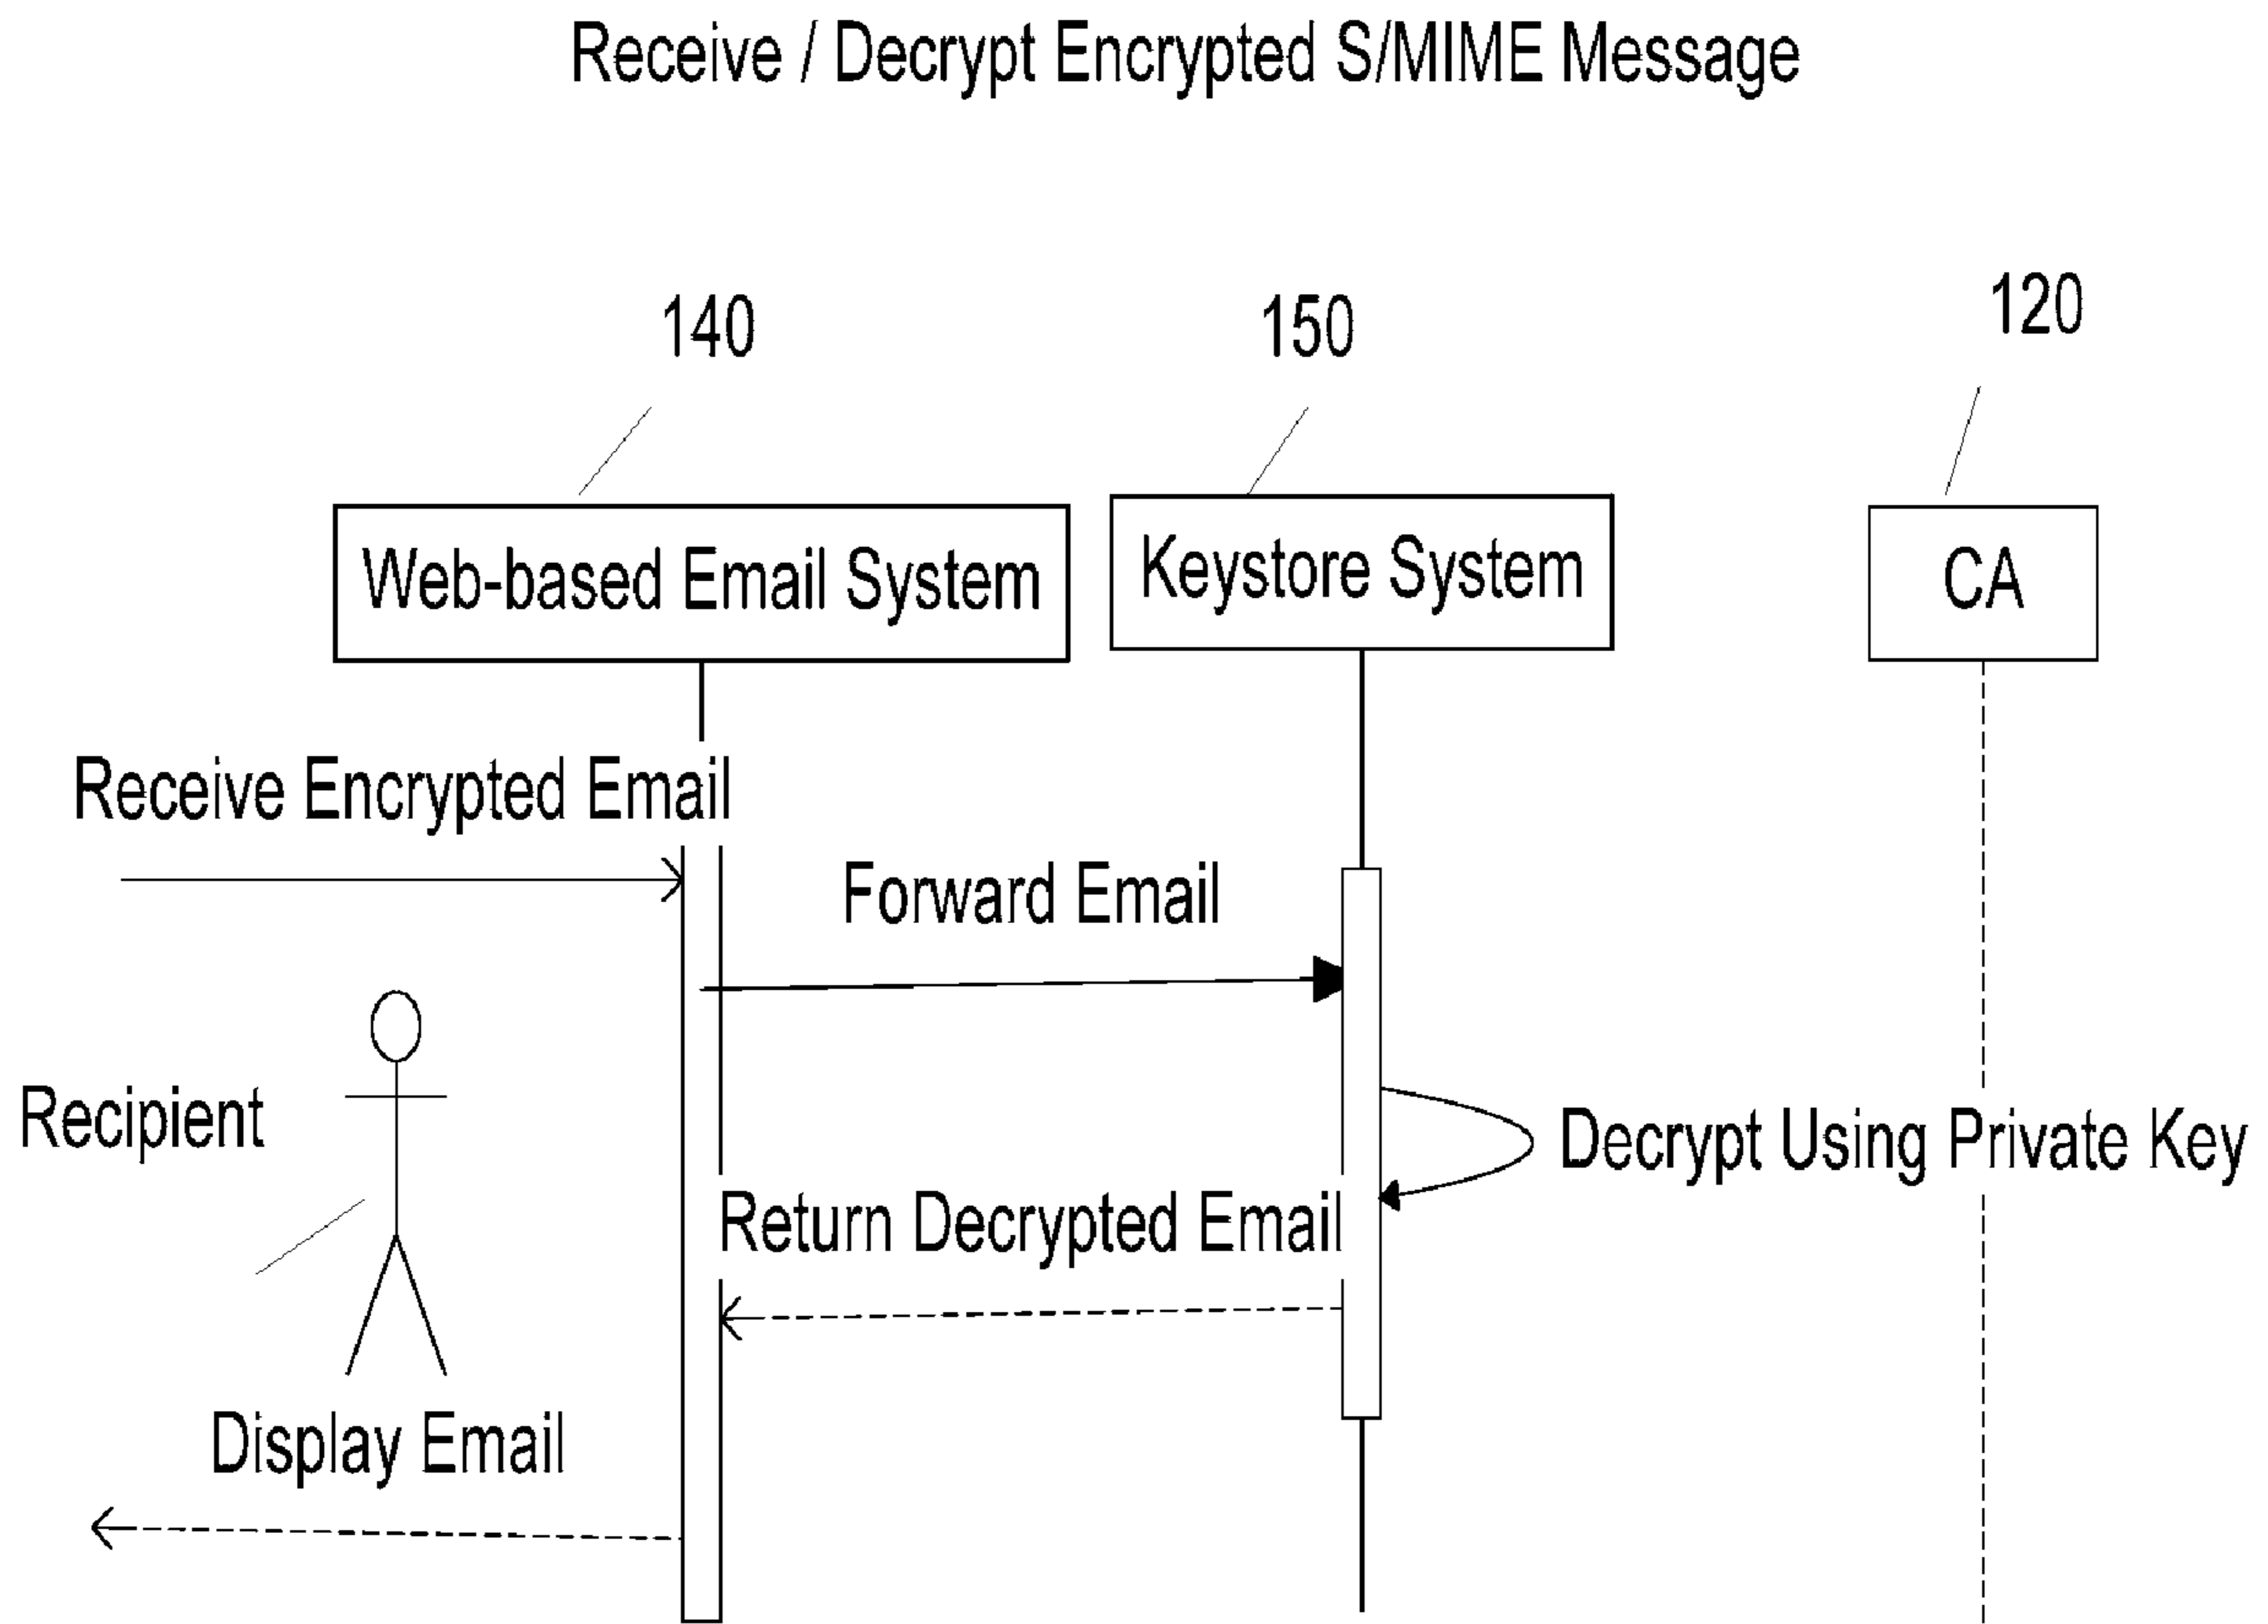 Receive / Decrypt Encrypted S/MIME Message
140
150
120
Web-based Email System
Keystore System
CA
Receive Encrypted Email
Forward Email
Recipient
Decrypt Using Private Key
Return Decrypted Email
Display Email